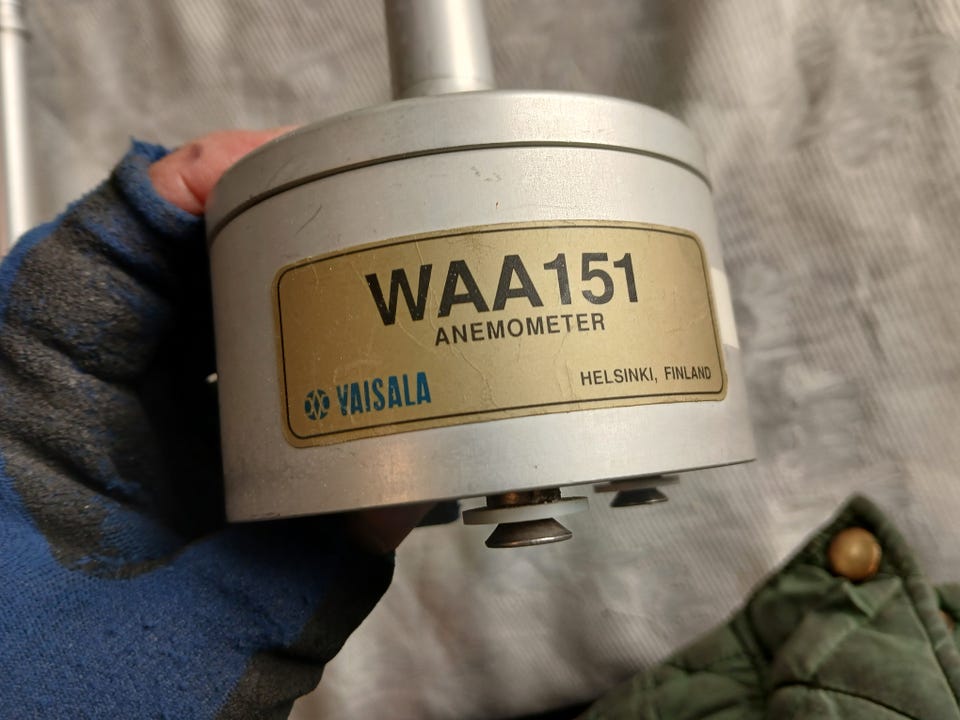 WAA151
ANEMOMETER
VAISALA
HELSINKI, FINLAND